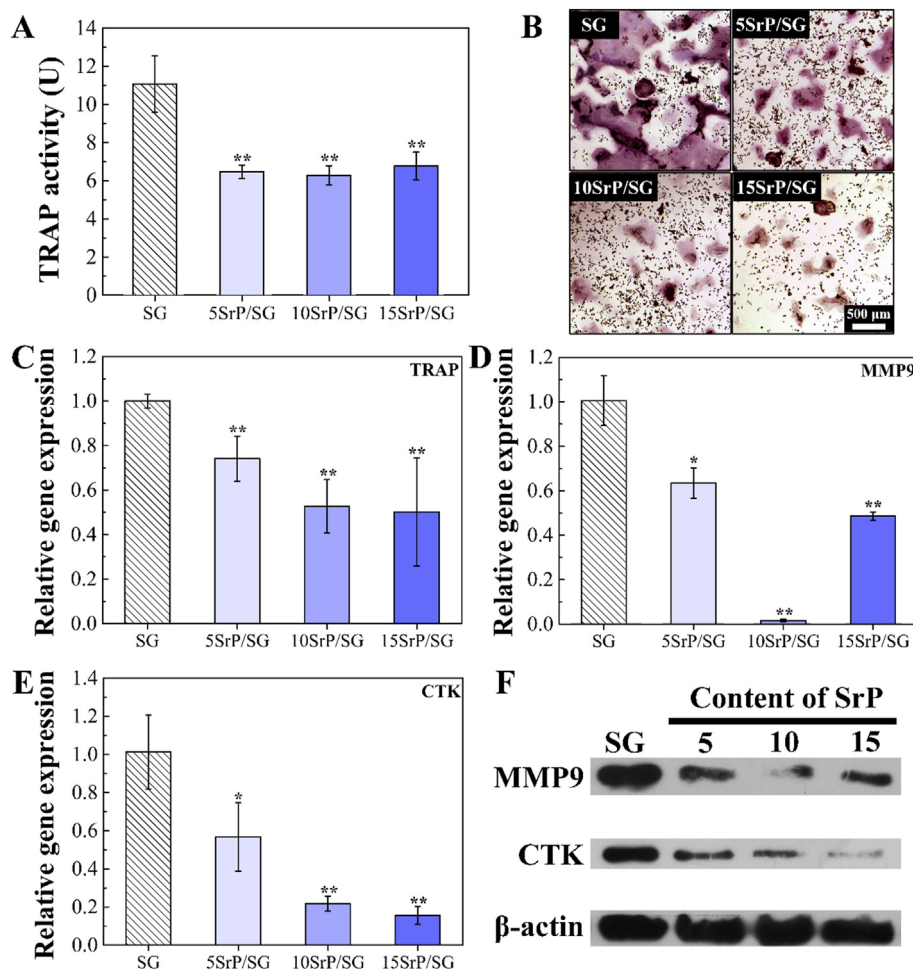 A
TRAP activity (U)
14
12
10
8
6
4
2
0
**
**
**
SG
5SrP/SG
10SrP/SG
15SrP/SG
B
SG
5SrP/SG
10SrP/SG
15SrP/SG
500 μm
C
Relative gene expression
TRAP
1.2
1.0
0.8
0.6
0.4
0.2
0.0
**
**
**
SG
5SrP/SG
10SrP/SG
15SrP/SG
D
Relative gene expression
MMP9
1.2
1.0
0.8
0.6
0.4
0.2
0.0
*
**
**
SG
5SrP/SG
10SrP/SG
15SrP/SG
E
Relative gene expression
CTK
1.4
1.2
1.0
0.8
0.6
0.4
0.2
0.0
*
**
**
SG
5SrP/SG
10SrP/SG
15SrP/SG
F
Content of SrP
SG 5 10 15
MMP9
CTK
β-actin